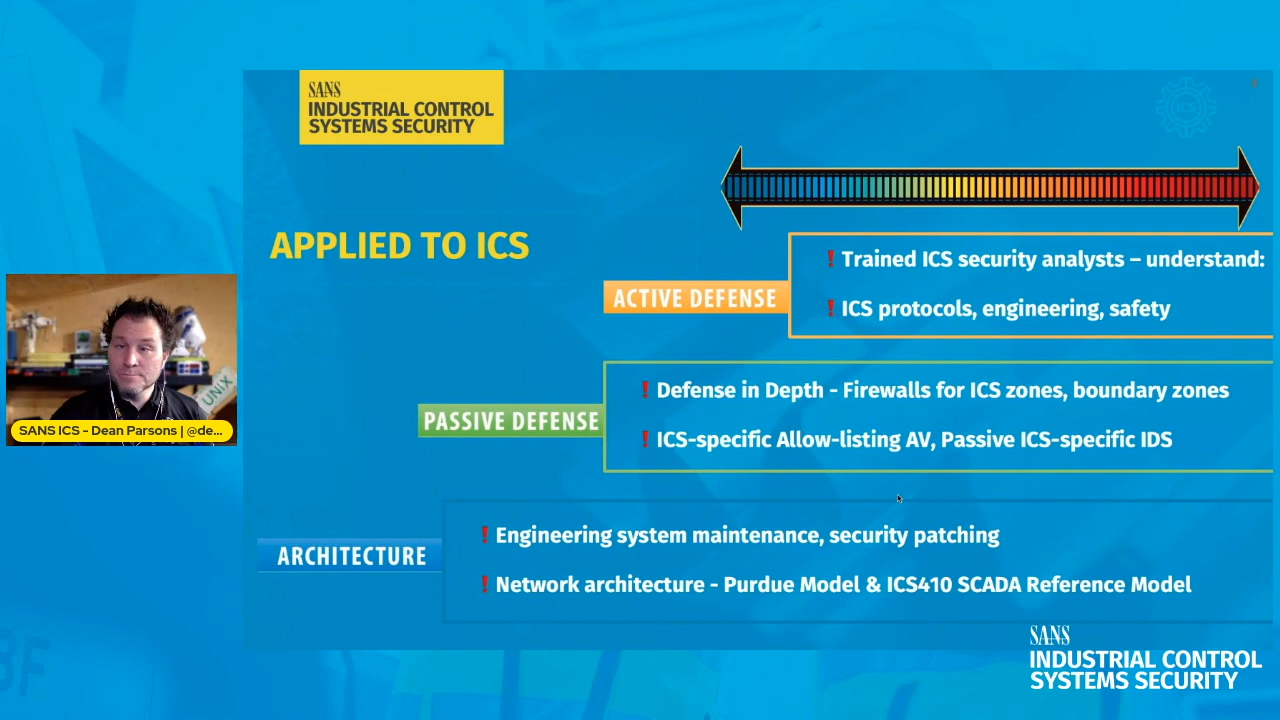 SANS
INDUSTRIAL CONTROL
SYSTEMS SECURITY
ICS
APPLIED TO ICS
ACTIVE DEFENSE
! Trained ICS security analysts – understand:
! ICS protocols, engineering, safety
PASSIVE DEFENSE
! Defense in Depth - Firewalls for ICS zones, boundary zones
! ICS-specific Allow-listing AV, Passive ICS-specific IDS
ARCHITECTURE
! Engineering system maintenance, security patching
! Network architecture - Purdue Model & ICS410 SCADA Reference Model
UNIX
SANS ICS - Dean Parsons | @de...
SANS
INDUSTRIAL CONTROL
SYSTEMS SECURITY